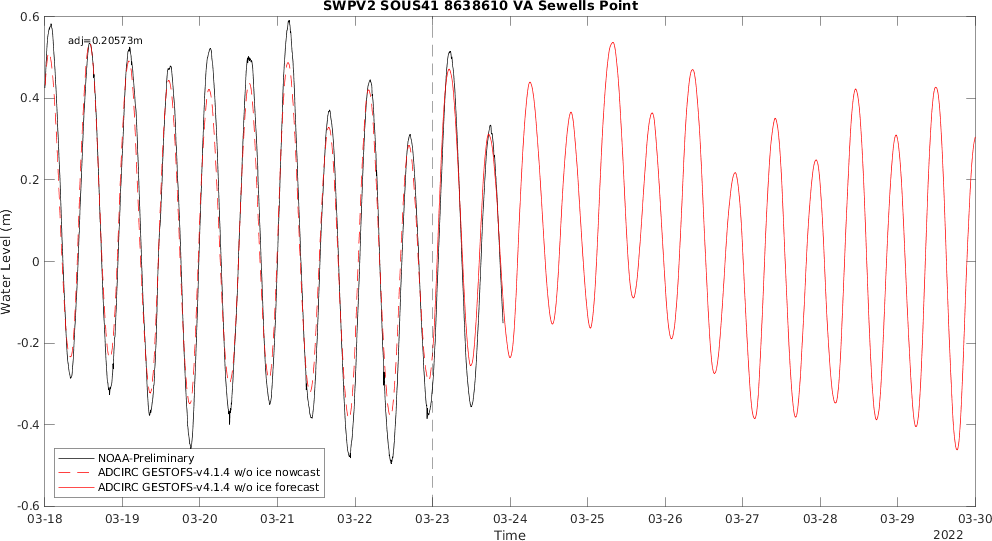 SWPV2 SOUS41 8638610 VA Sewells Point
adj=0.20573m
0.6
0.4
0.2
0
-0.2
-0.4
-0.6
Water Level (m)
NOAA-Preliminary
ADCIRC GESTOFS-v4.1.4 w/o ice nowcast
ADCIRC GESTOFS-v4.1.4 w/o ice forecast
03-18 03-19 03-20 03-21 03-22 03-23 03-24 03-25 03-26 03-27 03-28 03-29 03-30
Time
2022